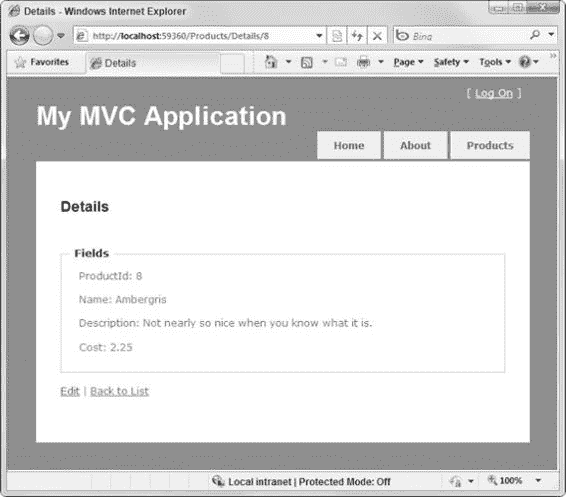 Details - Windows Internet Explorer
http://localhost:59360/Products/Details/8
Bing
Favorites
Details
Page
Safety
Tools
[ Log On ]
My MVC Application
Home
About
Products
Details
Fields
ProductId: 8
Name: Ambergris
Description: Not nearly so nice when you know what it is.
Cost: 2.25
Edit | Back to List
Local intranet | Protected Mode: Off
100%